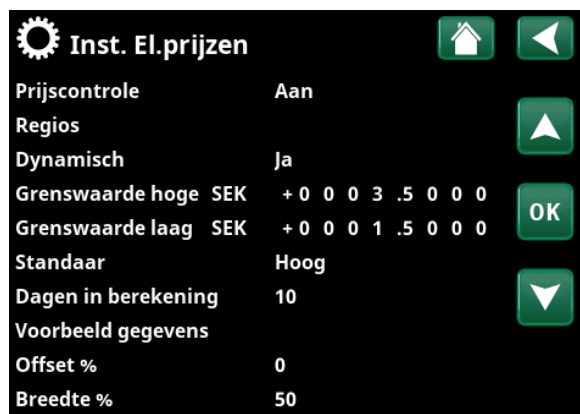 Inst. El.prijzen
Prijscontrole Aan
Regios
Dynamisch Ja
Grenswaarde hoge SEK +0 0 0 3 .5 0 0 0
Grenswaarde laag SEK +0 0 0 1 .5 0 0 0
OK
Standaar Hoog
Dagen in berekening 10
Voorbeeld gegevens
Offset % 0
Breedte % 50